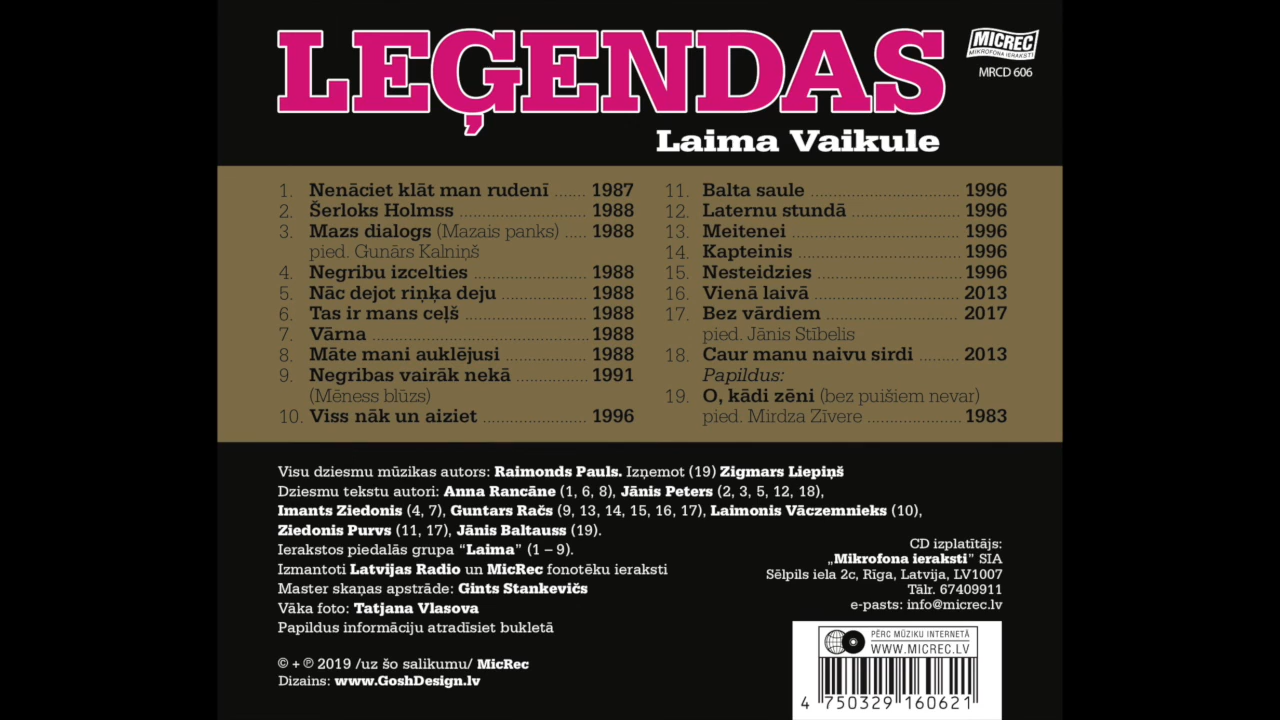 LEĢENDAS
MICREC
MIKROFONA IERAKSTI
MRCD 606
Laima Vaikule
1. Nenāciet klāt man rudenī ....... 1987
2. Šerloks Holmss ........................ 1988
3. Mazs dialogs (Mazais panks) ..... 1988
pied. Gunārs Kalniņš
4. Negribu izcelties ..................... 1988
5. Nāc dejot riņķa deju ................ 1988
6. Tas ir mans ceļš ....................... 1988
7. Vārna ........................................ 1988
8. Māte mani auklējusi ............... 1988
9. Negribas vairāk nekā ............. 1991
(Mēness blūzs)
10. Viss nāk un aiziet ................... 1996
11. Balta saule ............................ 1996
12. Laternu stundā .................... 1996
13. Meitenei ............................... 1996
14. Kapteinis .............................. 1996
15. Nesteidzies .......................... 1996
16. Vienā laivā ........................... 2013
17. Bez vārdiem ......................... 2017
pied. Jānis Stībelis
18. Caur manu naivu sirdi ......... 2013
Papildus:
19. O, kādi zēni (bez puišiem nevar)
pied. Mirdza Zīvere ................. 1983
Visu dziesmu mūzikas autors: Raimonds Pauls. Izņemot (19) Zigmars Liepiņš
Dziesmu tekstu autori: Anna Rancāne (1, 6, 8), Jānis Peters (2, 3, 5, 12, 18),
Imants Ziedonis (4, 7), Guntars Račs (9, 13, 14, 15, 16, 17), Laimonis Vāczemnieks (10),
Ziedonis Purvs (11, 17), Jānis Baltauss (19).
Ierakstos piedalās grupa “Laima” (1 – 9).
Izmantoti Latvijas Radio un MicRec fonotēku ieraksti
Master skaņas apstrāde: Gints Stankevičs
Vāka foto: Tatjana Vlasova
Papildus informāciju atradīsiet bukletā
© + ℗ 2019 /uz šo salikumu/ MicRec
Dizains: www.GoshDesign.lv
CD izplatītājs:
„Mikrofona ieraksti” SIA
Sēlpils iela 2c, Rīga, Latvija, LV1007
Tālr. 67409911
e-pasts: info@micrec.lv
PĒRC MŪZIKU INTERNETĀ
WWW.MICREC.LV
4 750329 160621